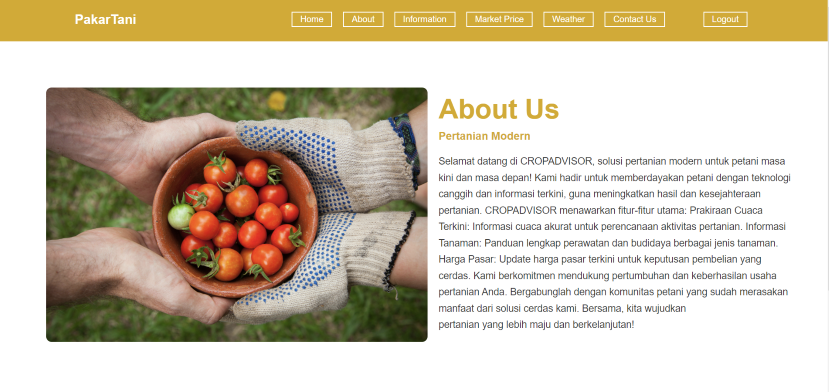 PakarTani
Home
About
Information
Market Price
Weather
Contact Us
Logout
About Us
Pertanian Modern
Selamat datang di CROPADVISOR, solusi pertanian modern untuk petani masa
kini dan masa depan! Kami hadir untuk memberdayakan petani dengan teknologi
canggih dan informasi terkini, guna meningkatkan hasil dan kesejahteraan
pertanian. CROPADVISOR menawarkan fitur-fitur utama: Prakiraan Cuaca
Terkini: Informasi cuaca akurat untuk perencanaan aktivitas pertanian. Informasi
Tanaman: Panduan lengkap perawatan dan budidaya berbagai jenis tanaman.
Harga Pasar: Update harga pasar terkini untuk keputusan pembelian yang
cerdas. Kami berkomitmen mendukung pertumbuhan dan keberhasilan usaha
pertanian Anda. Bergabunglah dengan komunitas petani yang sudah merasakan
manfaat dari solusi cerdas kami. Bersama, kita wujudkan
pertanian yang lebih maju dan berkelanjutan!